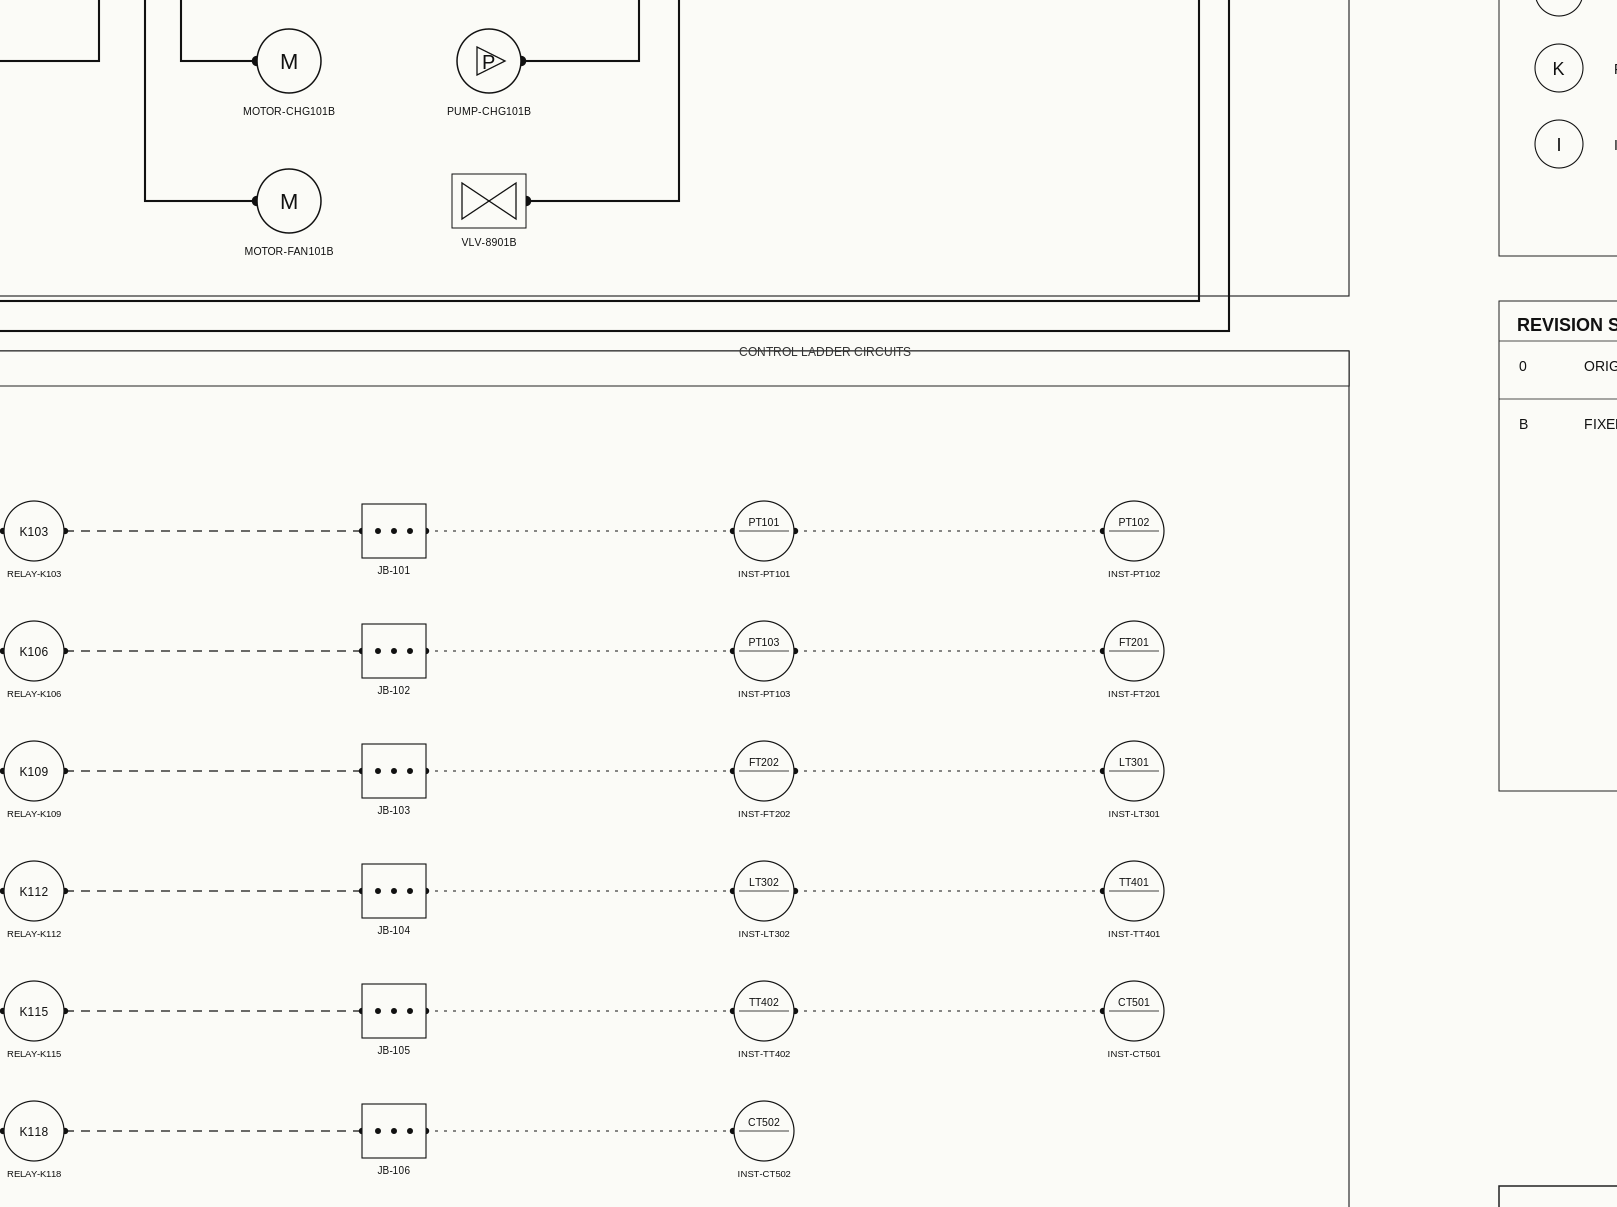 M
P
MOTOR-CHG101B
PUMP-CHG101B
M
MOTOR-FAN101B
VLV-8901B
K
I
REVISION S
0 ORIG
B FIXE
CONTROL LADDER CIRCUITS
K103
PT101
PT102
RELAY-K103
JB-101
INST-PT101
INST-PT102
K106
PT103
FT201
RELAY-K106
JB-102
INST-PT103
INST-FT201
K109
FT202
LT301
RELAY-K109
JB-103
INST-FT202
INST-LT301
K112
LT302
TT401
RELAY-K112
JB-104
INST-LT302
INST-TT401
K115
TT402
CT501
RELAY-K115
JB-105
INST-TT402
INST-CT501
K118
CT502
RELAY-K118
JB-106
INST-CT502